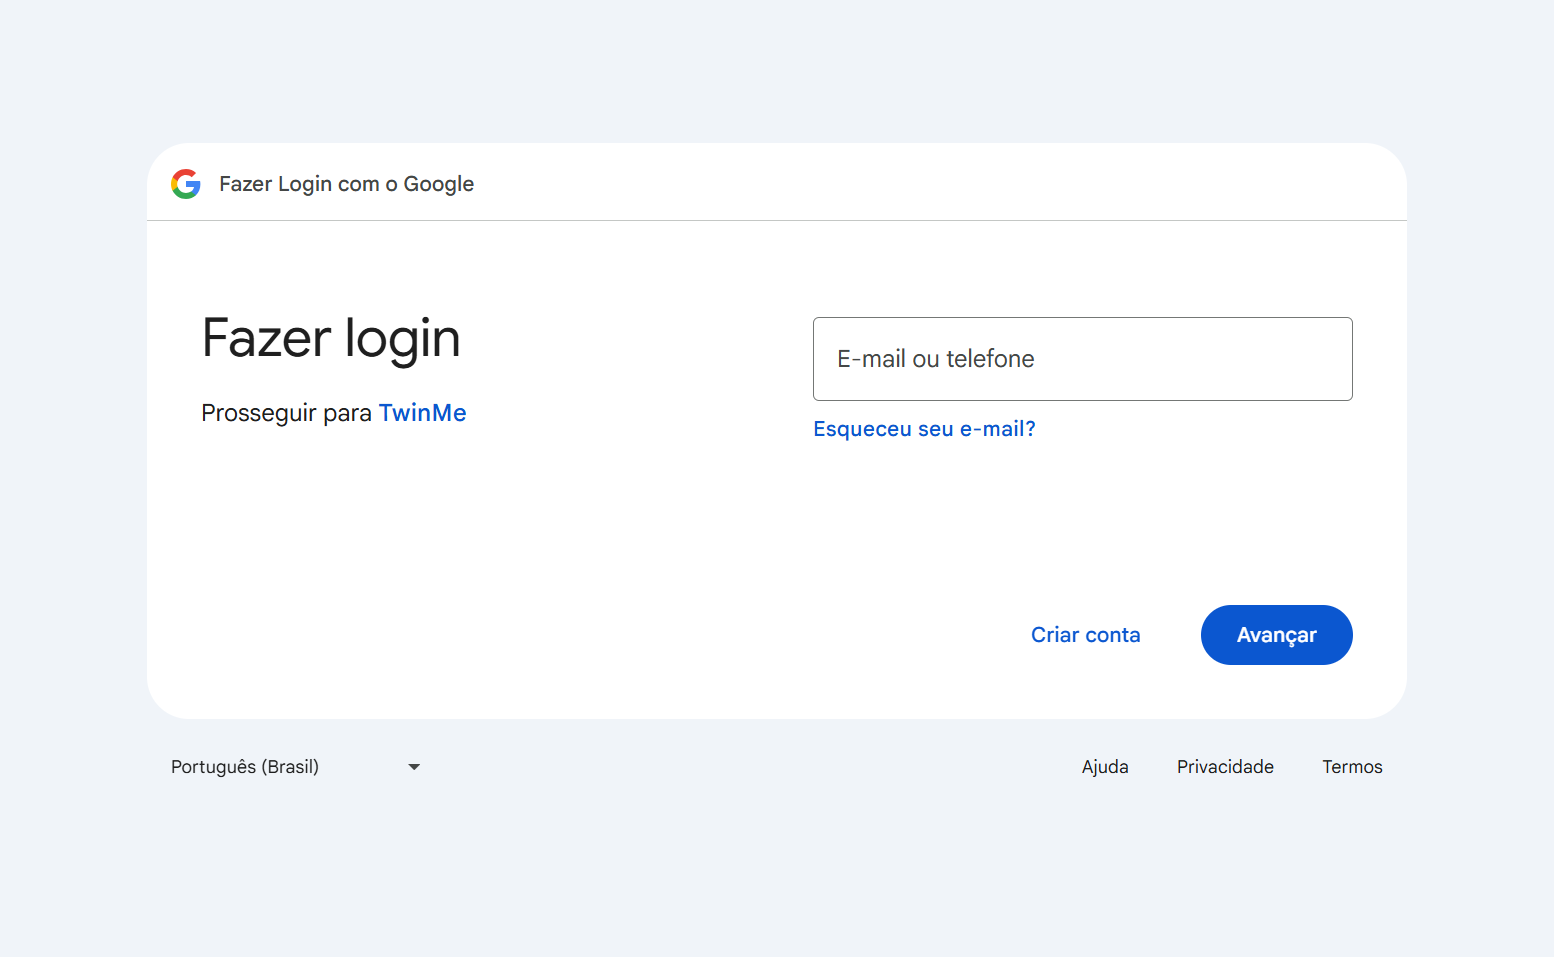 Fazer Login com o Google
Fazer login
Prosseguir para TwinMe
E-mail ou telefone
Esqueceu seu e-mail?
Criar conta
Avançar
Português (Brasil)
Ajuda
Privacidade
Termos